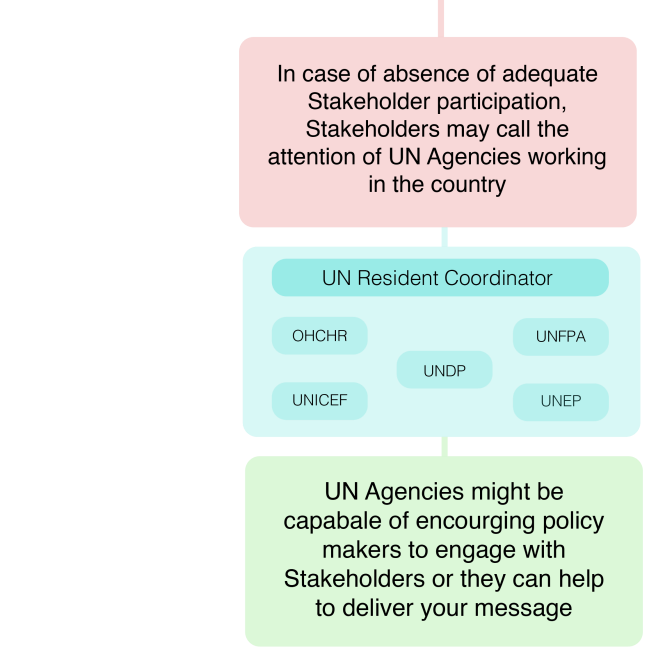 In case of absence of adequate
Stakeholder participation,
Stakeholders may call the
attention of UN Agencies working
in the country
UN Resident Coordinator
OHCHR
UNFPA
UNDP
UNICEF
UNEP
UN Agencies might be
capabale of encourging policy
makers to engage with
Stakeholders or they can help
to deliver your message